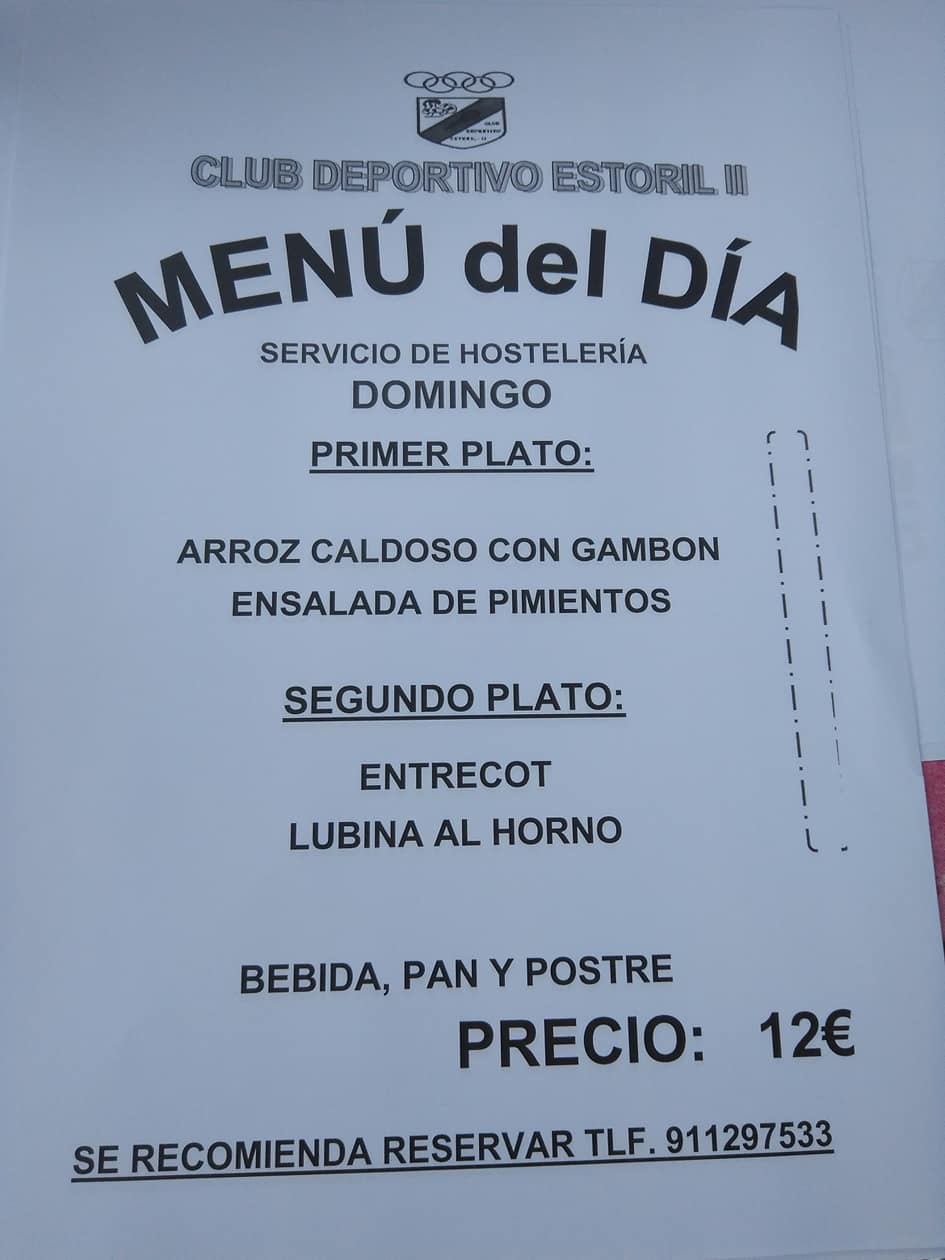 CLUB DEPORTIVO ESTORIL II
MENÚ del DÍA
SERVICIO DE HOSTELERÍA
DOMINGO
PRIMER PLATO:
ARROZ CALDOSO CON GAMBON
ENSALADA DE PIMIENTOS
SEGUNDO PLATO:
ENTRECOT
LUBINA AL HORNO
BEBIDA, PAN Y POSTRE
PRECIO: 12€
SE RECOMIENDA RESERVAR TLF. 911297533